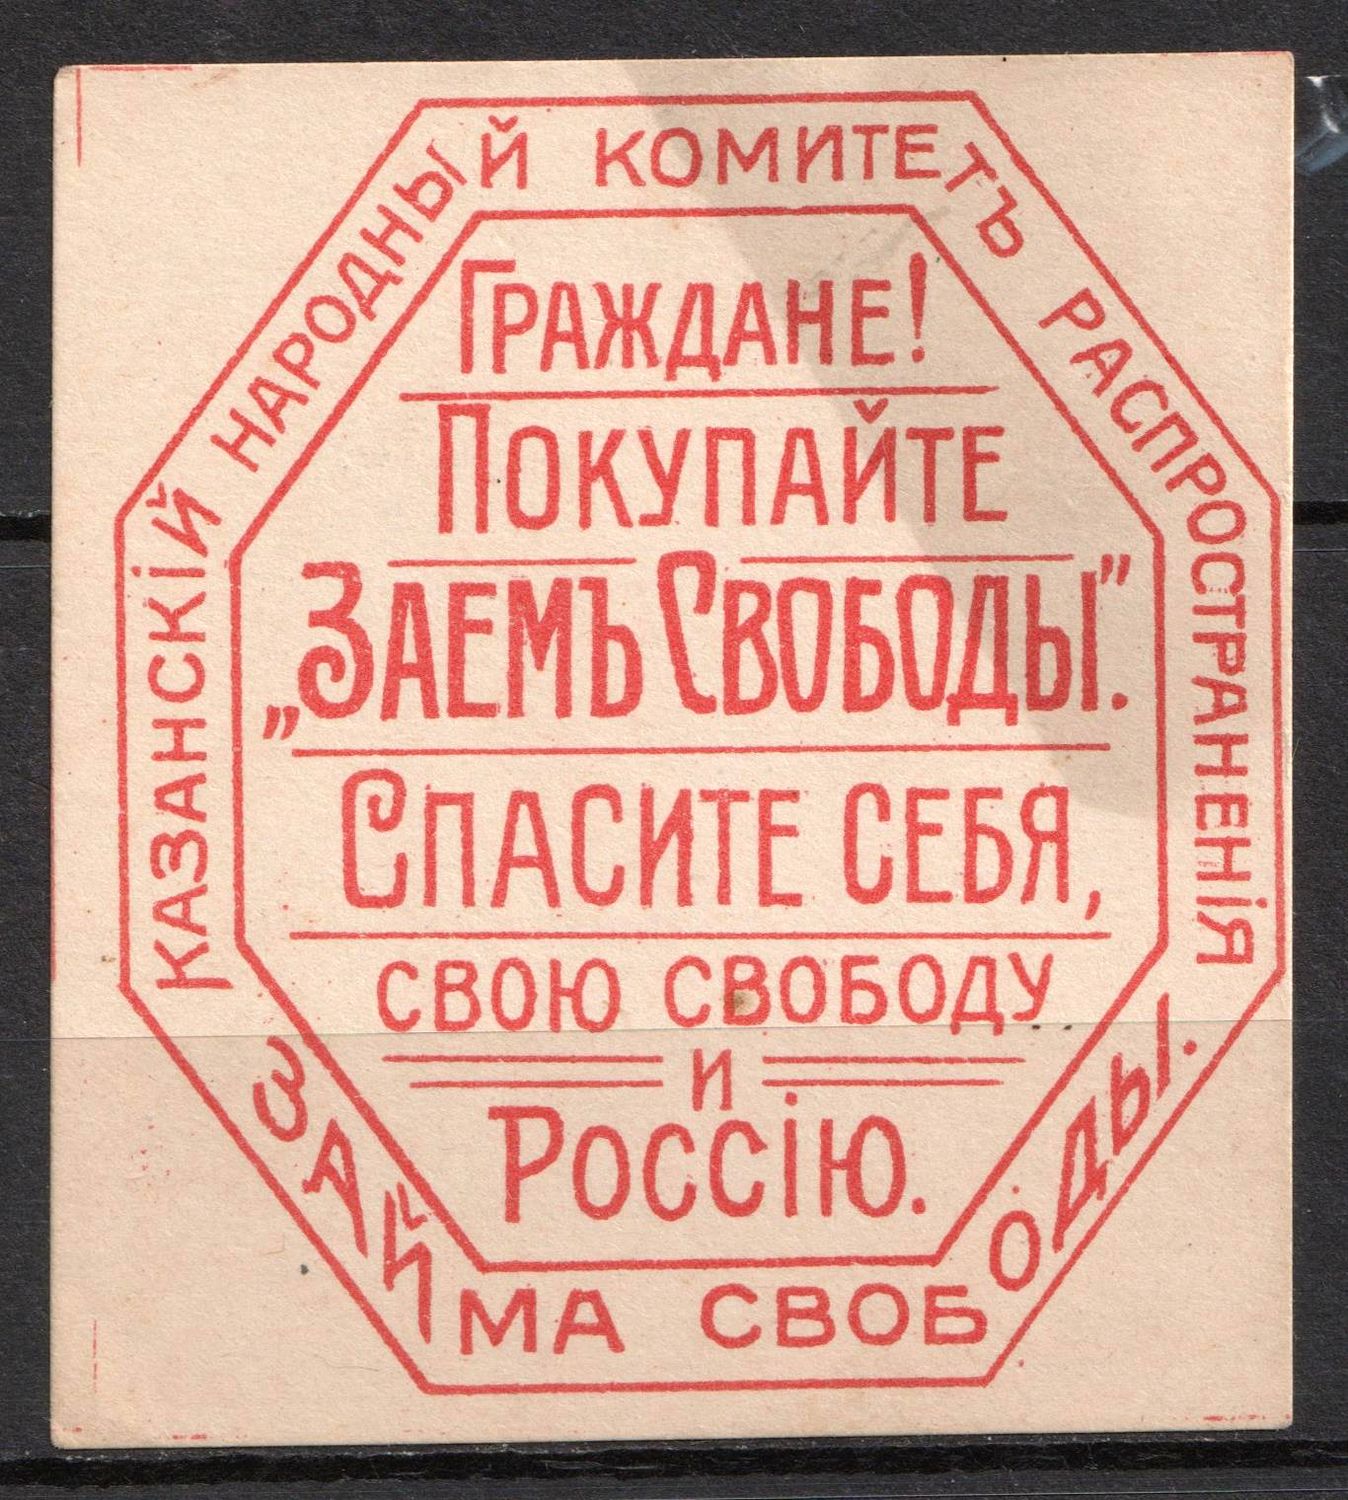 КАЗАНСКІЙ НАРОДНЫЙ КОМИТЕТЪ РАСПРОСТРАНЕНІЯ ЗАЙМА СВОБОДЫ.
ГРАЖДАНЕ!
ПОКУПАЙТЕ
„ЗАЕМЪ СВОБОДЫ".
СПАСИТЕ СЕБЯ,
СВОЮ СВОБОДУ
И
РОССІЮ.